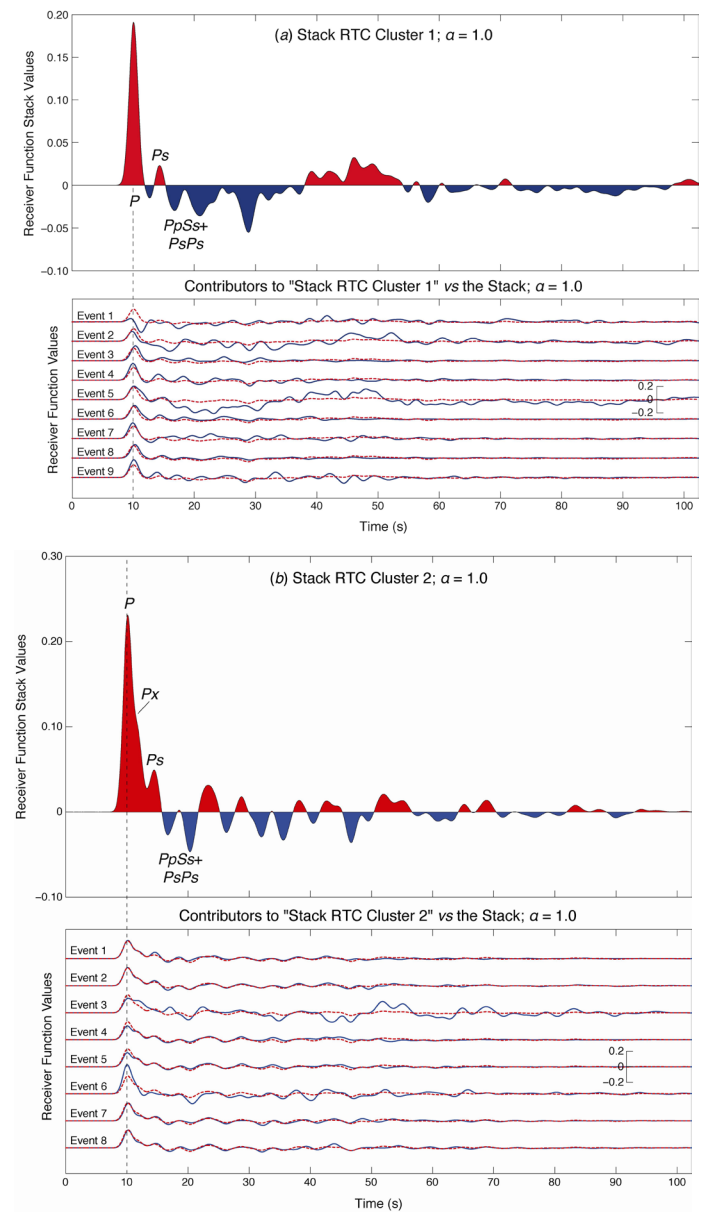 (a) Stack RTC Cluster 1; α = 1.0
Receiver Function Stack Values
0.20
0.15
0.10
0.05
0
−0.05
−0.10
P
Ps
PpSs+
PsPs
Contributors to "Stack RTC Cluster 1" vs the Stack; α = 1.0
Receiver Function Values
Event 1
Event 2
Event 3
Event 4
Event 5
Event 6
Event 7
Event 8
Event 9
0.2
0
−0.2
0 10 20 30 40 50 60 70 80 90 100
Time (s)
(b) Stack RTC Cluster 2; α = 1.0
Receiver Function Stack Values
0.30
0.20
0.10
0
−0.10
P
Px
Ps
PpSs+
PsPs
Contributors to "Stack RTC Cluster 2" vs the Stack; α = 1.0
Receiver Function Values
Event 1
Event 2
Event 3
Event 4
Event 5
Event 6
Event 7
Event 8
0.2
0
−0.2
0 10 20 30 40 50 60 70 80 90 100
Time (s)